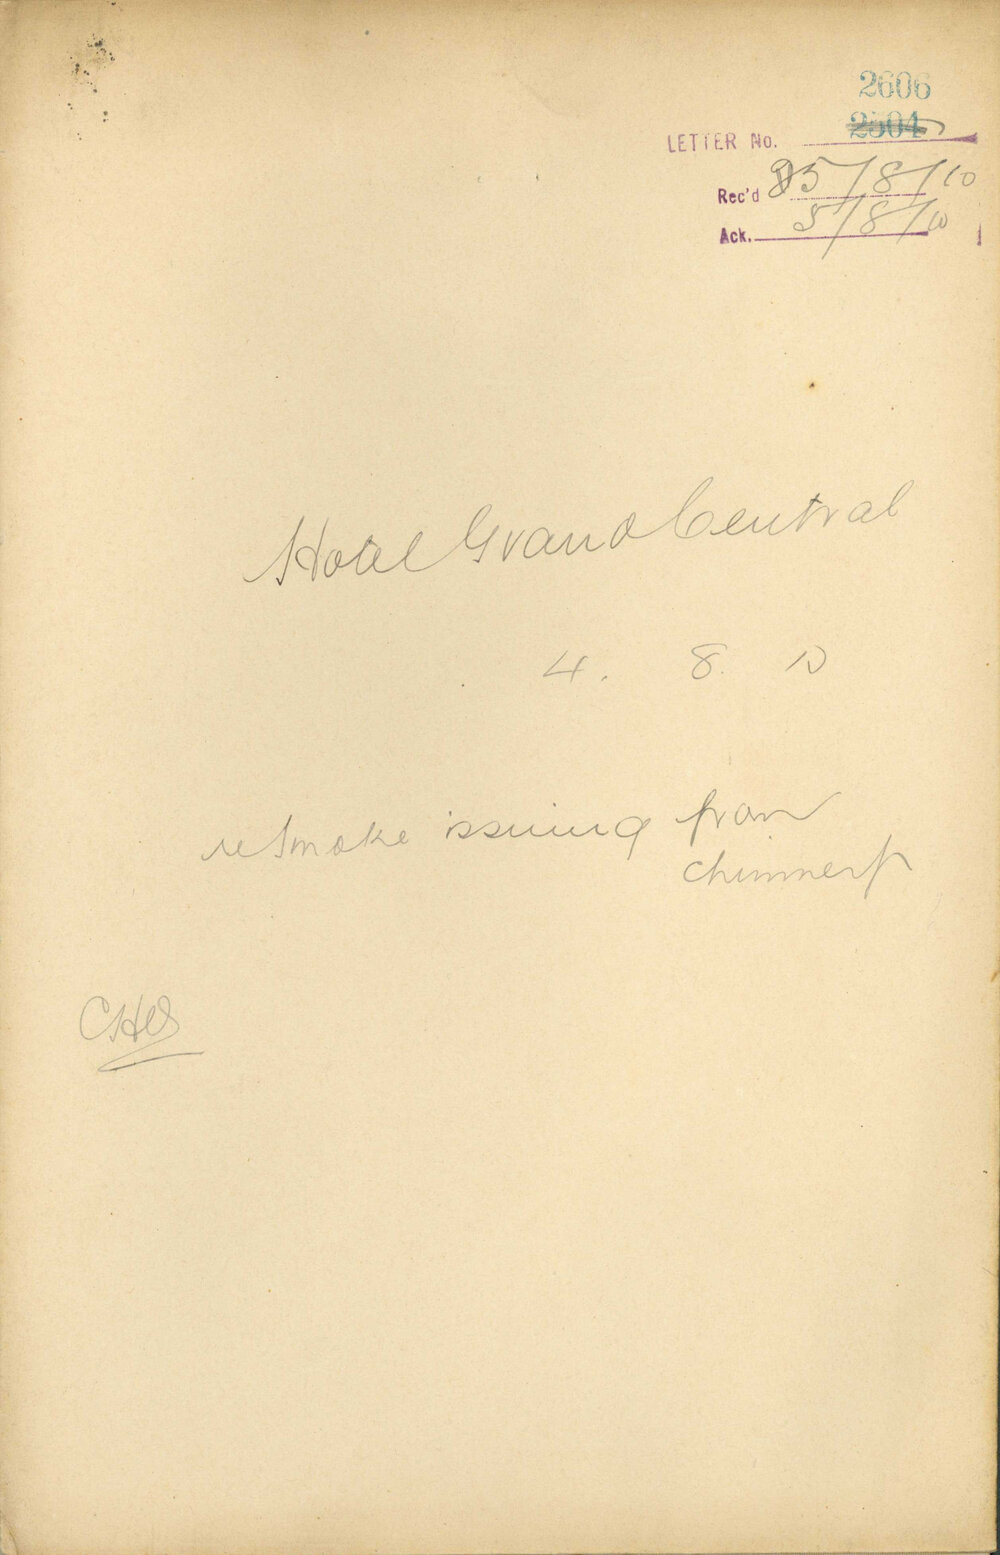 2606
2504
LETTER No.
Rec'd 5/8/10
Ack. 5/8/10
Hotel Grand Central
4. 8. 10
re Smoke issuing from
chimney